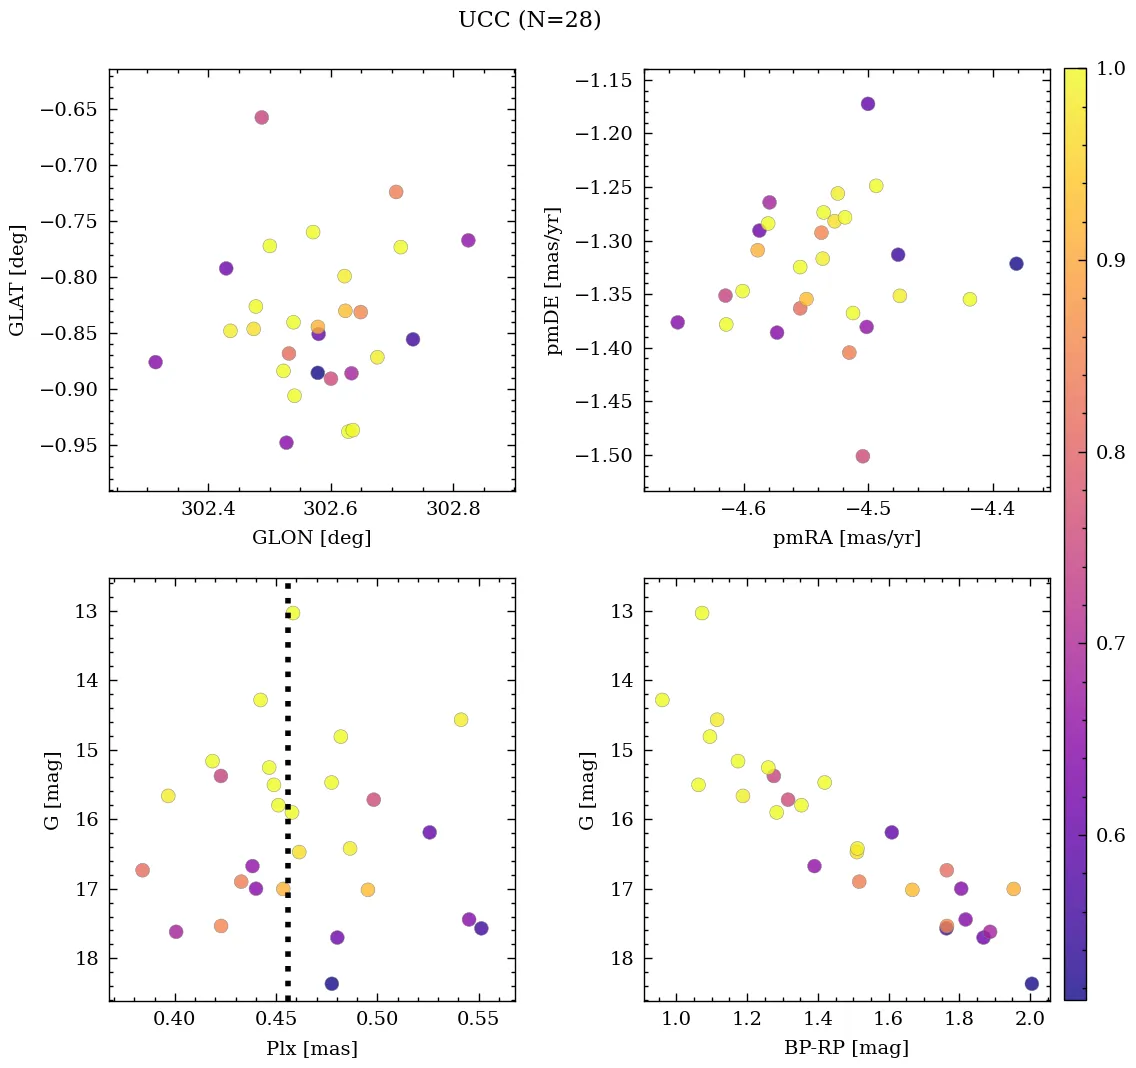 UCC (N=28)
−0.65
−0.70
−0.75
−0.80
−0.85
−0.90
−0.95
GLAT [deg]
302.4 302.6 302.8
GLON [deg]
−1.15
−1.20
−1.25
−1.30
−1.35
−1.40
−1.45
−1.50
pmDE [mas/yr]
−4.6 −4.5 −4.4
pmRA [mas/yr]
1.0
0.9
0.8
0.7
0.6
13
14
15
16
17
18
G [mag]
0.40 0.45 0.50 0.55
Plx [mas]
13
14
15
16
17
18
G [mag]
1.0 1.2 1.4 1.6 1.8 2.0
BP-RP [mag]